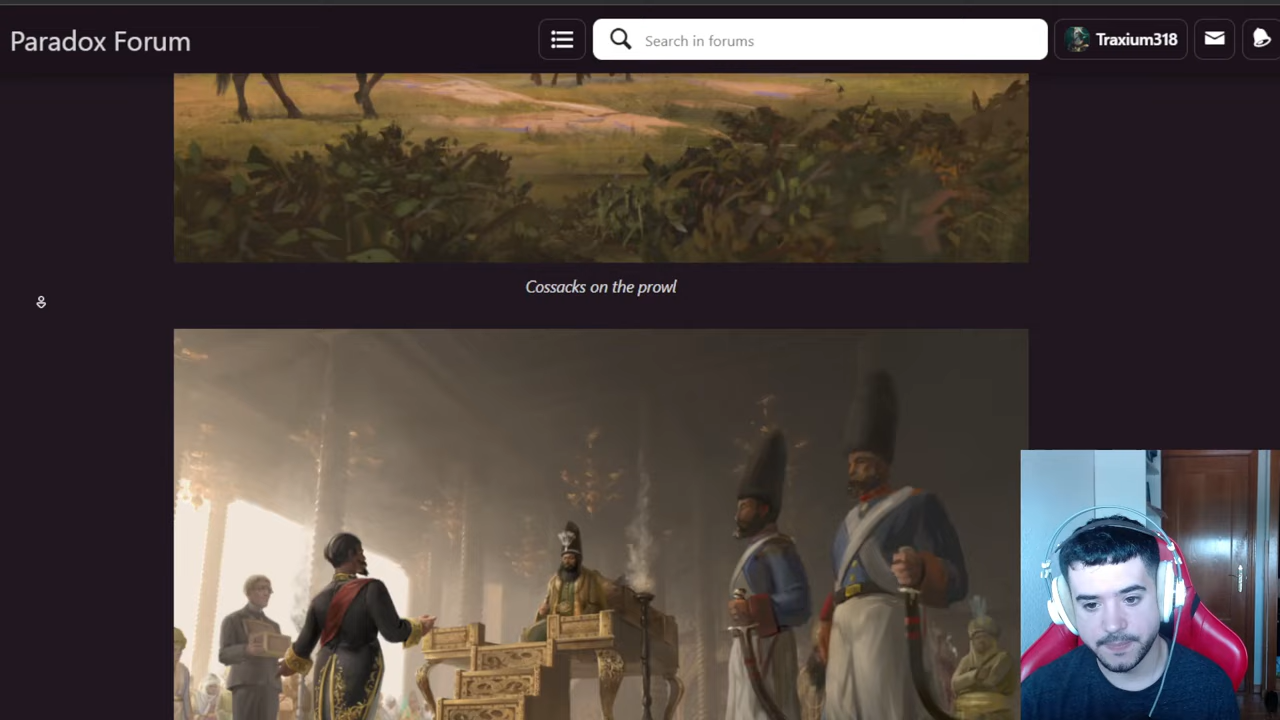 Paradox Forum
Search in forums
Traxium318
Cossacks on the prowl